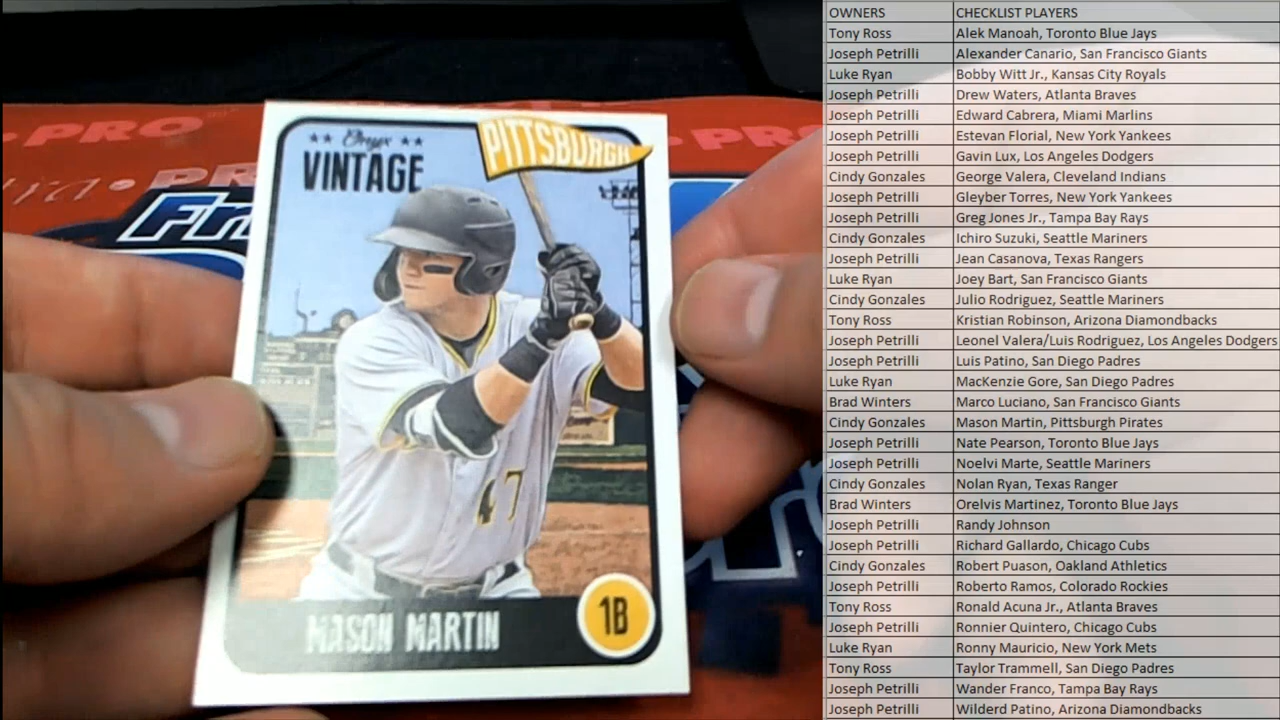 PRO
PRO
PR
PRO
Fr
★★ Onyx ★★
VINTAGE
PITTSBURGH
47
MASON MARTIN
1B
OWNERS CHECKLIST PLAYERS
Tony Ross Alek Manoah, Toronto Blue Jays
Joseph Petrilli Alexander Canario, San Francisco Giants
Luke Ryan Bobby Witt Jr., Kansas City Royals
Joseph Petrilli Drew Waters, Atlanta Braves
Joseph Petrilli Edward Cabrera, Miami Marlins
Joseph Petrilli Estevan Florial, New York Yankees
Joseph Petrilli Gavin Lux, Los Angeles Dodgers
Cindy Gonzales George Valera, Cleveland Indians
Joseph Petrilli Gleyber Torres, New York Yankees
Joseph Petrilli Greg Jones Jr., Tampa Bay Rays
Cindy Gonzales Ichiro Suzuki, Seattle Mariners
Joseph Petrilli Jean Casanova, Texas Rangers
Luke Ryan Joey Bart, San Francisco Giants
Cindy Gonzales Julio Rodriguez, Seattle Mariners
Tony Ross Kristian Robinson, Arizona Diamondbacks
Joseph Petrilli Leonel Valera/Luis Rodriguez, Los Angeles Dodgers
Joseph Petrilli Luis Patino, San Diego Padres
Luke Ryan MacKenzie Gore, San Diego Padres
Brad Winters Marco Luciano, San Francisco Giants
Cindy Gonzales Mason Martin, Pittsburgh Pirates
Joseph Petrilli Nate Pearson, Toronto Blue Jays
Joseph Petrilli Noelvi Marte, Seattle Mariners
Cindy Gonzales Nolan Ryan, Texas Ranger
Brad Winters Orelvis Martinez, Toronto Blue Jays
Joseph Petrilli Randy Johnson
Joseph Petrilli Richard Gallardo, Chicago Cubs
Cindy Gonzales Robert Puason, Oakland Athletics
Joseph Petrilli Roberto Ramos, Colorado Rockies
Tony Ross Ronald Acuna Jr., Atlanta Braves
Joseph Petrilli Ronnier Quintero, Chicago Cubs
Luke Ryan Ronny Mauricio, New York Mets
Tony Ross Taylor Trammell, San Diego Padres
Joseph Petrilli Wander Franco, Tampa Bay Rays
Joseph Petrilli Wilderd Patino, Arizona Diamondbacks